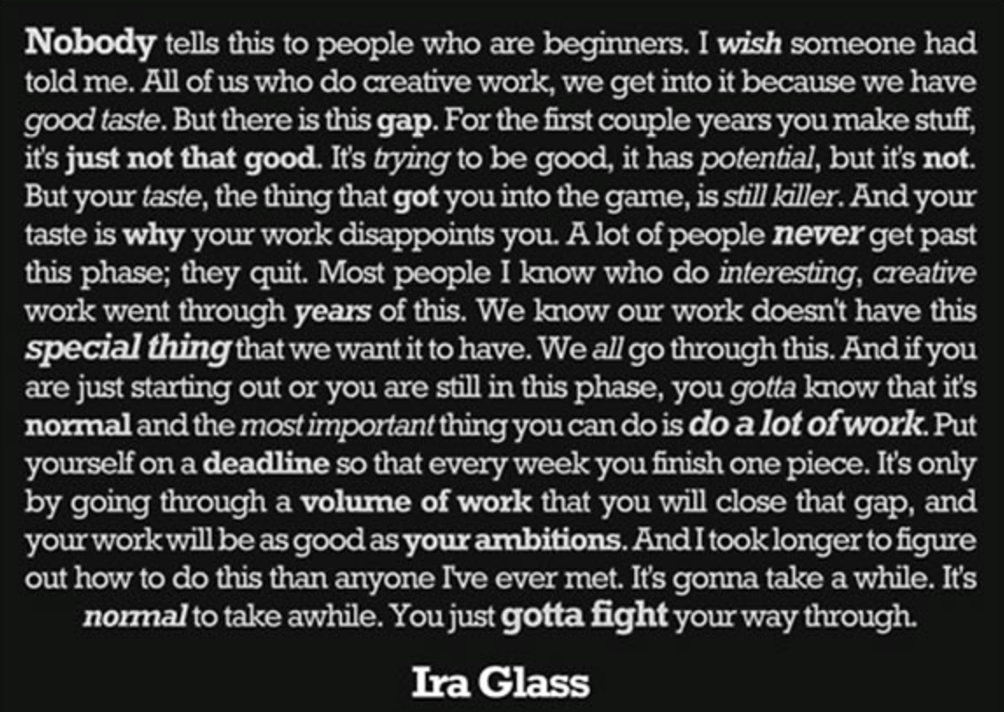 Nobody tells this to people who are beginners. I wish someone had
told me. All of us who do creative work, we get into it because we have
good taste. But there is this gap. For the first couple years you make stuff,
it's just not that good. It's trying to be good, it has potential, but it's not.
But your taste, the thing that got you into the game, is still killer. And your
taste is why your work disappoints you. A lot of people never get past
this phase; they quit. Most people I know who do interesting, creative
work went through years of this. We know our work doesn't have this
special thing that we want it to have. We all go through this. And if you
are just starting out or you are still in this phase, you gotta know that it's
normal and the most important thing you can do is do a lot of work. Put
yourself on a deadline so that every week you finish one piece. It's only
by going through a volume of work that you will close that gap, and
your work will be as good as your ambitions. And I took longer to figure
out how to do this than anyone I've ever met. It's gonna take a while. It's
normal to take awhile. You just gotta fight your way through.
Ira Glass